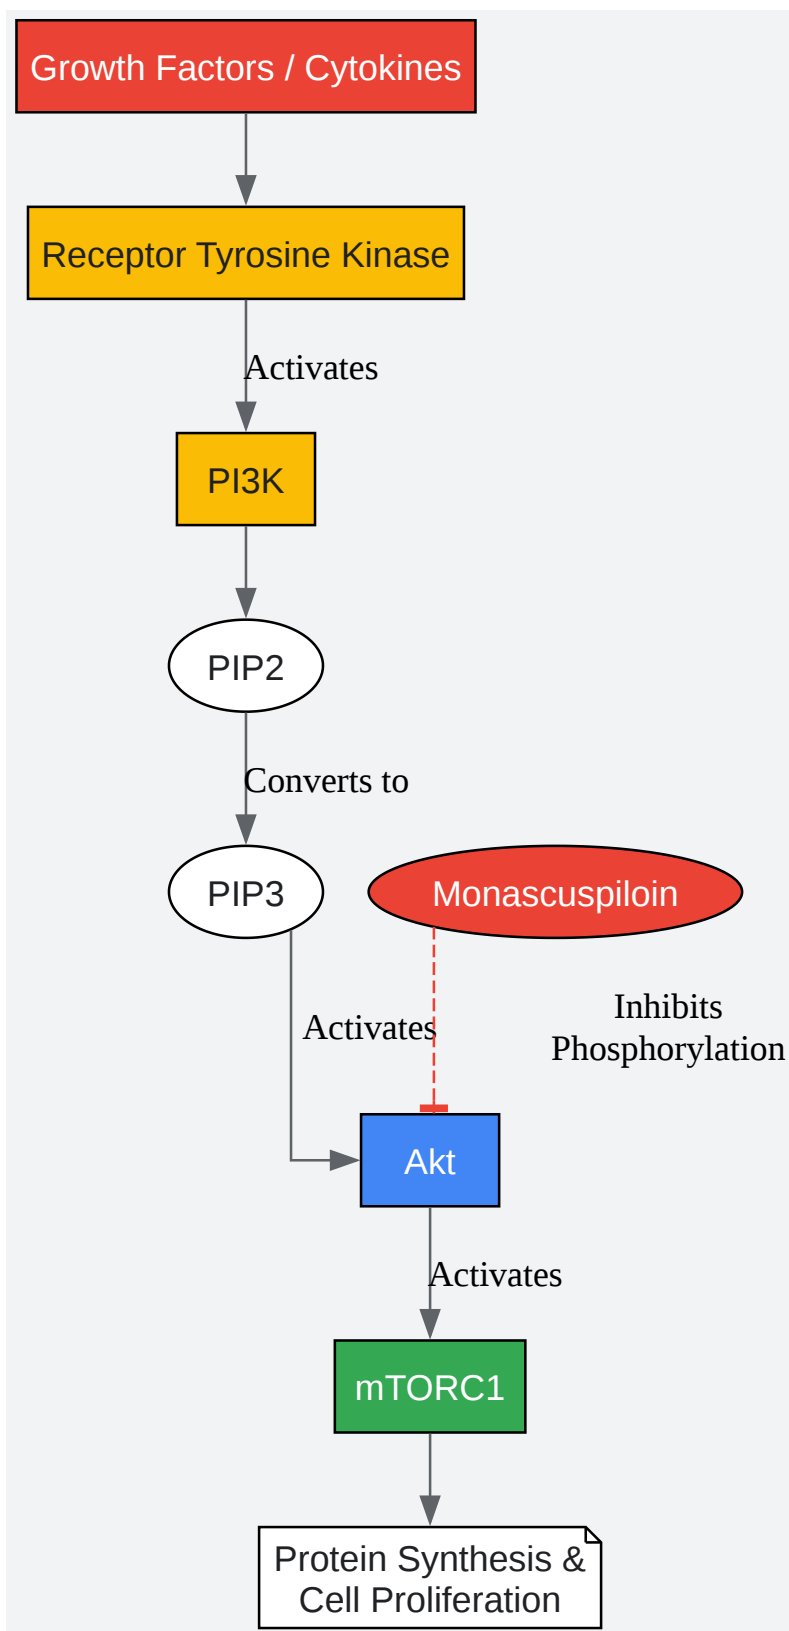 Growth Factors / Cytokines
Receptor Tyrosine Kinase
Activates
PI3K
PIP2
Converts to
PIP3
Monascuspiloin
Activates
Inhibits
Phosphorylation
Akt
Activates
mTORC1
Protein Synthesis &
Cell Proliferation